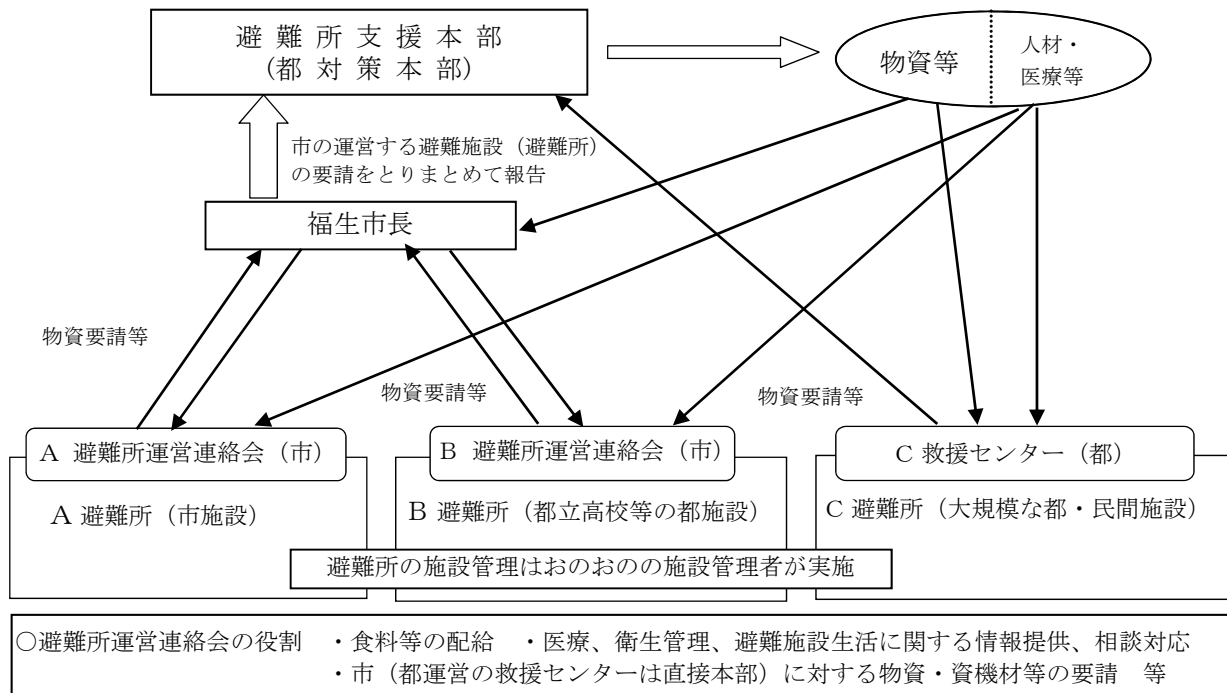 避難所支援本部
(都対策本部)
物資等
人材・
医療等
市の運営する避難施設（避難所）
の要請をとりまとめて報告
福生市長
物資要請等
物資要請等
物資要請等
A 避難所運営連絡会（市）
B 避難所運営連絡会（市）
C 救援センター（都）
A 避難所（市施設）
B 避難所（都立高校等の都施設）
C 避難所（大規模な都・民間施設）
避難所の施設管理はおのおのの施設管理者が実施
○避難所運営連絡会の役割　・食料等の配給　・医療、衛生管理、避難施設生活に関する情報提供、相談対応
・市（都運営の救援センターは直接本部）に対する物資・資機材等の要請　等